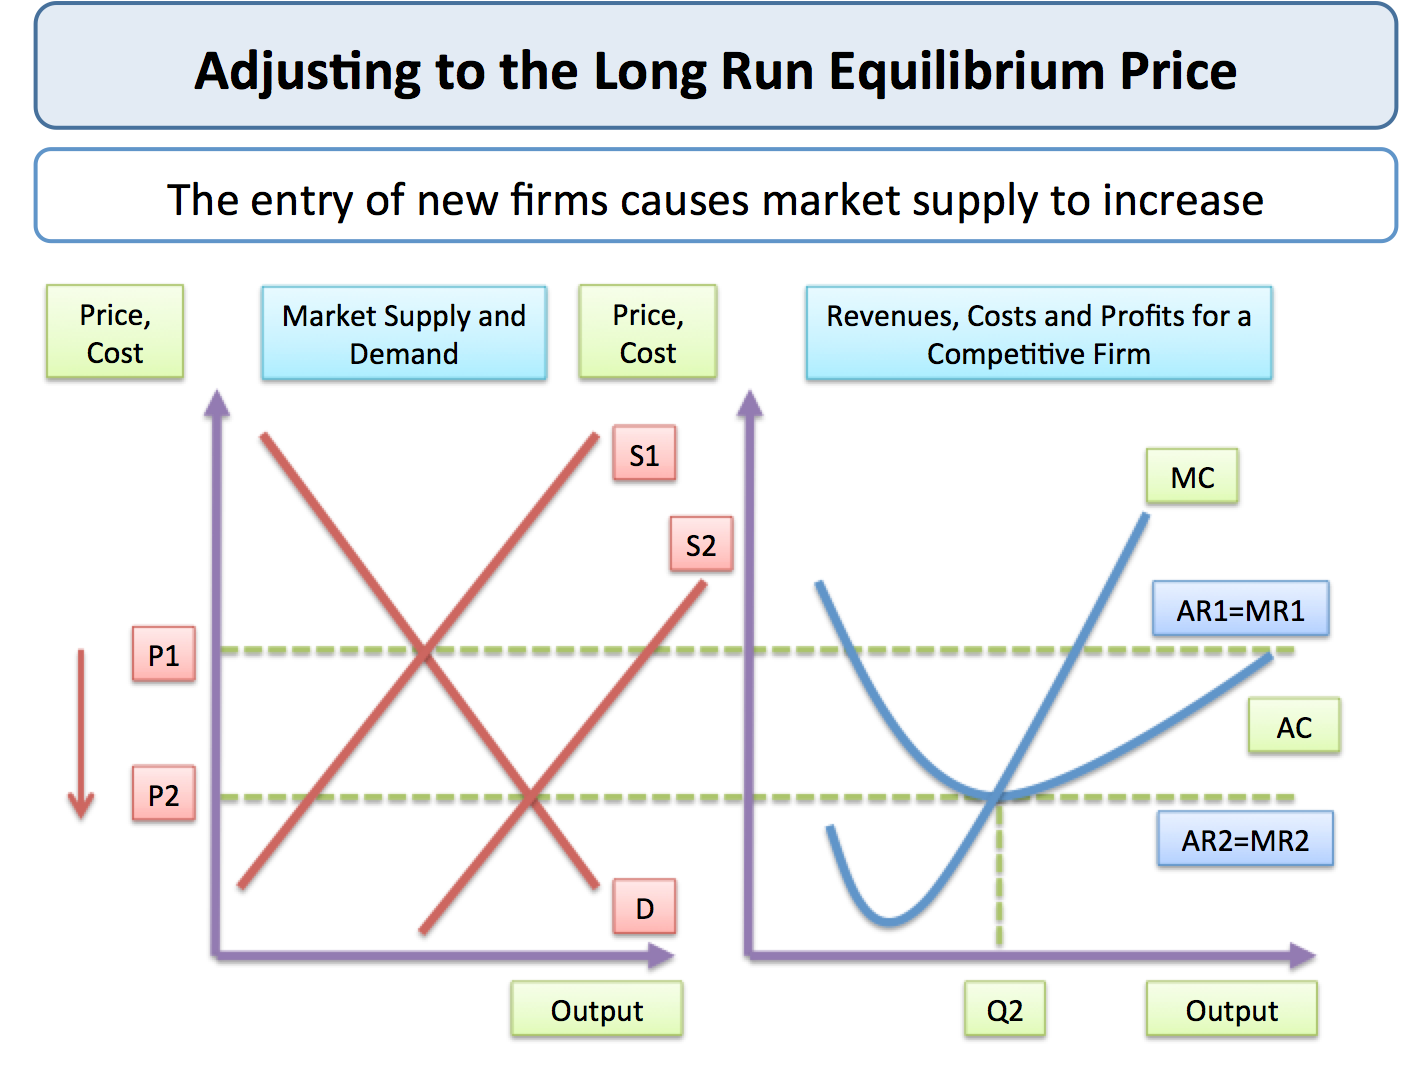 Adjusting to the Long Run Equilibrium Price
The entry of new firms causes market supply to increase
Price,
Cost
Market Supply and
Demand
Price,
Cost
Revenues, Costs and Profits for a
Competitive Firm
S1
MC
S2
AR1=MR1
P1
AC
P2
AR2=MR2
D
Output
Q2
Output